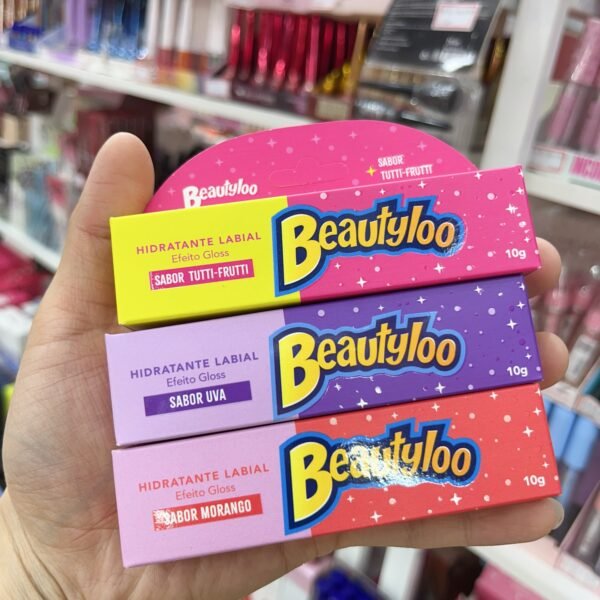 Beautyloo
SABOR
TUTTI-FRUTTI
HIDRATANTE LABIAL
Efeito Gloss
SABOR TUTTI-FRUTTI
Beautyloo
10g
HIDRATANTE LABIAL
Efeito Gloss
SABOR UVA
Beautyloo
10g
HIDRATANTE LABIAL
Efeito Gloss
SABOR MORANGO
Beautyloo
10g